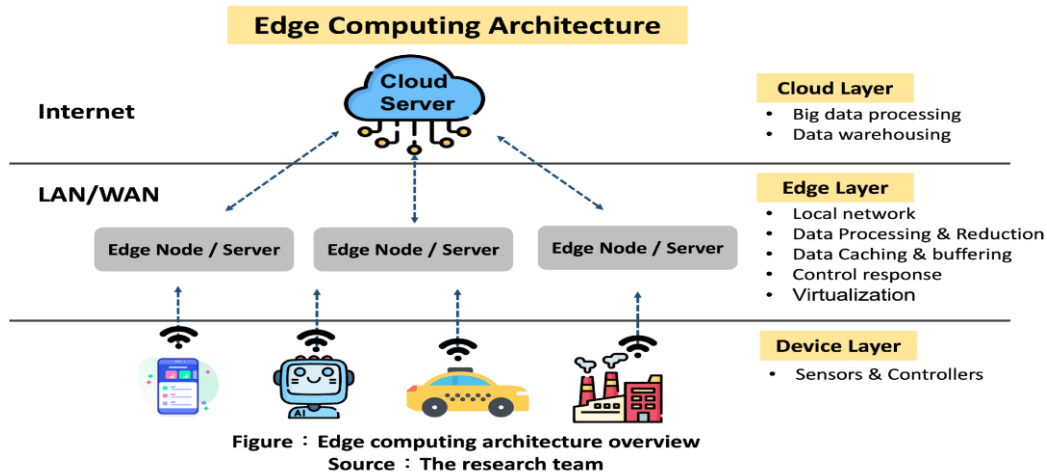 Edge Computing Architecture
Cloud
Server
Internet
Cloud Layer
• Big data processing
• Data warehousing
LAN/WAN
Edge Layer
• Local network
• Data Processing & Reduction
• Data Caching & buffering
• Control response
• Virtualization
Edge Node / Server
Edge Node / Server
Edge Node / Server
Device Layer
• Sensors & Controllers
AI
Figure：Edge computing architecture overview
Source：The research team